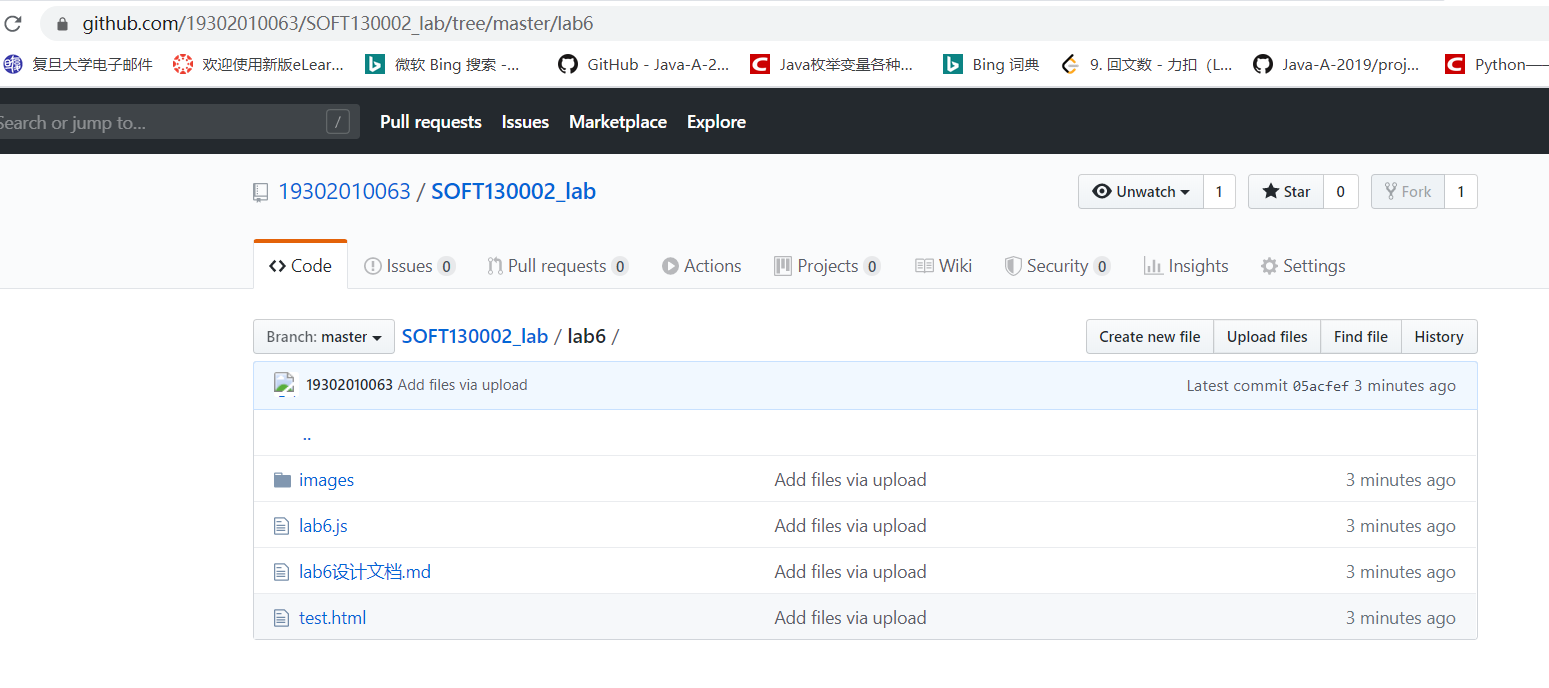 github.com/19302010063/SOFT130002_lab/tree/master/lab6
复旦大学电子邮件 欢迎使用新版eLear... 微软 Bing 搜索 -... GitHub - Java-A-2... Java枚举变量各种... Bing 词典 9. 回文数 - 力扣（L... Java-A-2019/proj... Python——
Search or jump to... / Pull requests Issues Marketplace Explore
19302010063 / SOFT130002_lab Unwatch 1 Star 0 Fork 1
Code Issues 0 Pull requests 0 Actions Projects 0 Wiki Security 0 Insights Settings
Branch: master SOFT130002_lab / lab6 / Create new file Upload files Find file History
19302010063 Add files via upload Latest commit 05acfef 3 minutes ago
..
images Add files via upload 3 minutes ago
lab6.js Add files via upload 3 minutes ago
lab6设计文档.md Add files via upload 3 minutes ago
test.html Add files via upload 3 minutes ago